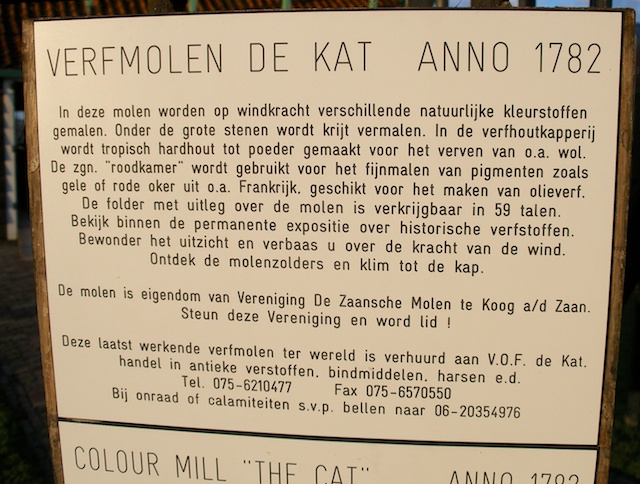 VERFMOLEN DE KAT ANNO 1782
In deze molen worden op windkracht verschillende natuurlijke kleurstoffen
gemalen. Onder de grote stenen wordt krijt vermalen. In de verfhoutkapperij
wordt tropisch hardhout tot poeder gemaakt voor het verven van o.a. wol.
De zgn. "roodkamer" wordt gebruikt voor het fijnmalen van pigmenten zoals
gele of rode oker uit o.a. Frankrijk, geschikt voor het maken van olieverf.
De folder met uitleg over de molen is verkrijgbaar in 59 talen.
Bekijk binnen de permanente expositie over historische verfstoffen.
Bewonder het uitzicht en verbaas u over de kracht van de wind.
Ontdek de molenzolders en klim tot de kap.
De molen is eigendom van Vereniging De Zaansche Molen te Koog a/d Zaan.
Steun deze Vereniging en word lid !
Deze laatst werkende verfmolen ter wereld is verhuurd aan V.O.F. de Kat,
handel in antieke verstoffen, bindmiddelen, harsen e.d.
Tel. 075-6210477 Fax 075-6570550
Bij onraad of calamiteiten s.v.p. bellen naar 06-20354976
COLOUR MILL "THE CAT" ANNO 1782